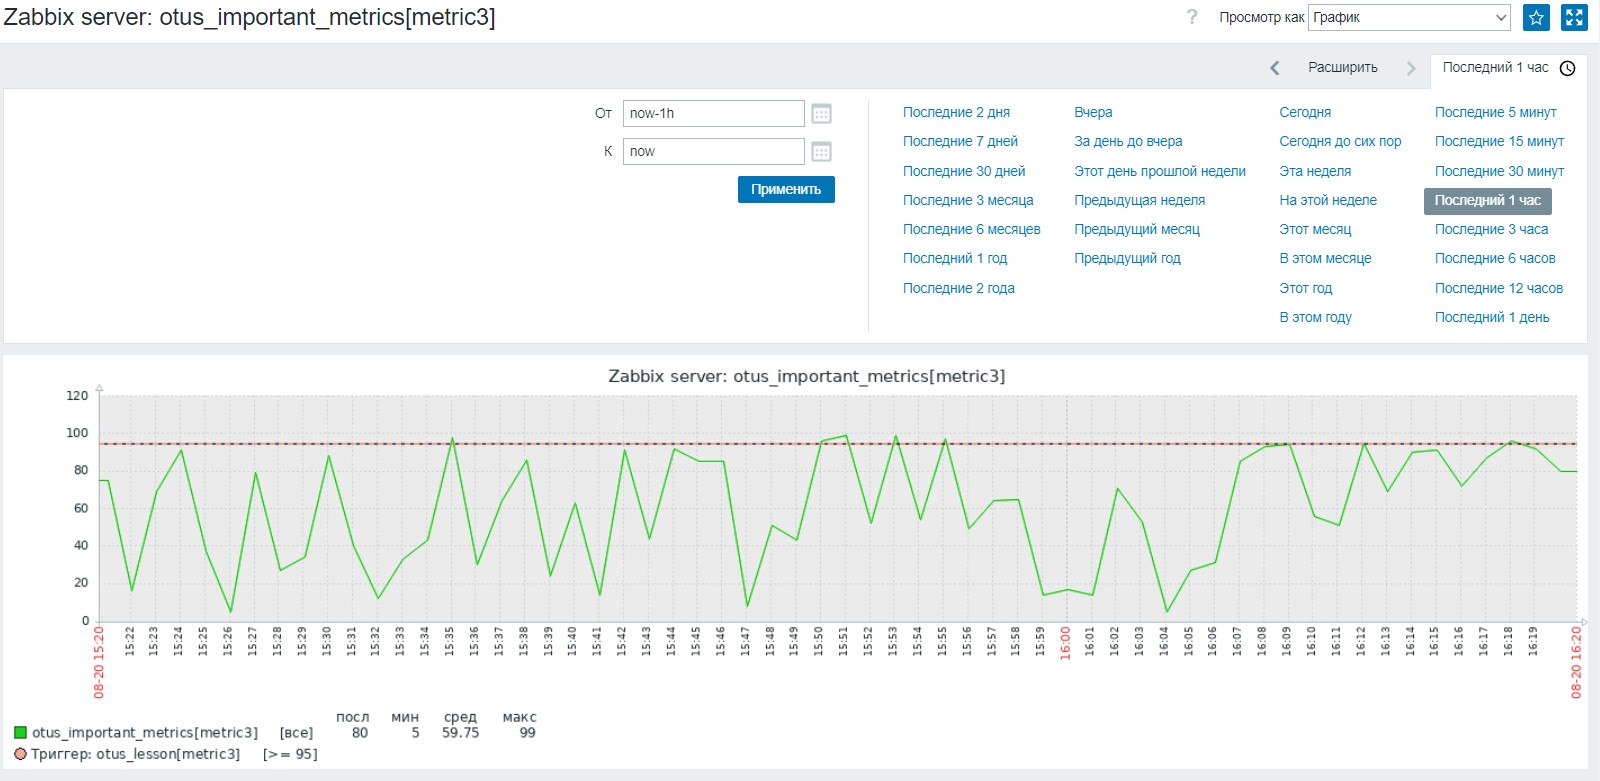 Zabbix server: otus_important_metrics[metric3]
? Просмотр как График
Расширить Последний 1 час
От now-1h
К now
Применить
Последние 2 дня Вчера Сегодня Последние 5 минут
Последние 7 дней За день до вчера Сегодня до сих пор Последние 15 минут
Последние 30 дней Этот день прошлой недели Эта неделя Последние 30 минут
Последние 3 месяца Предыдущая неделя На этой неделе Последний 1 час
Последние 6 месяцев Предыдущий месяц Этот месяц Последние 3 часа
Последний 1 год Предыдущий год В этом месяце Последние 6 часов
Последние 2 года Этот год Последние 12 часов
В этом году Последний 1 день
Zabbix server: otus_important_metrics[metric3]
120
100
80
60
40
20
0
08-20 15:20 15:22 15:23 15:24 15:25 15:26 15:27 15:28 15:29 15:30 15:31 15:32 15:33 15:34 15:35 15:36 15:37 15:38 15:39 15:40 15:41 15:42 15:43 15:44 15:45 15:46 15:47 15:48 15:49 15:50 15:51 15:52 15:53 15:54 15:55 15:56 15:57 15:58 15:59 16:00 16:01 16:02 16:03 16:04 16:05 16:06 16:07 16:08 16:09 16:10 16:11 16:12 16:13 16:14 16:15 16:16 16:17 16:18 16:19 08-20 16:20
посл мин сред макс
otus_important_metrics[metric3] [все] 80 5 59.75 99
Триггер: otus_lesson[metric3] [>= 95]